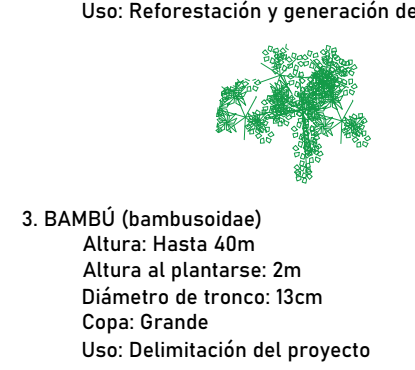 Uso: Reforestación y generación de
3. BAMBÚ (bambusoidae)
Altura: Hasta 40m
Altura al plantarse: 2m
Diámetro de tronco: 13cm
Copa: Grande
Uso: Delimitación del proyecto